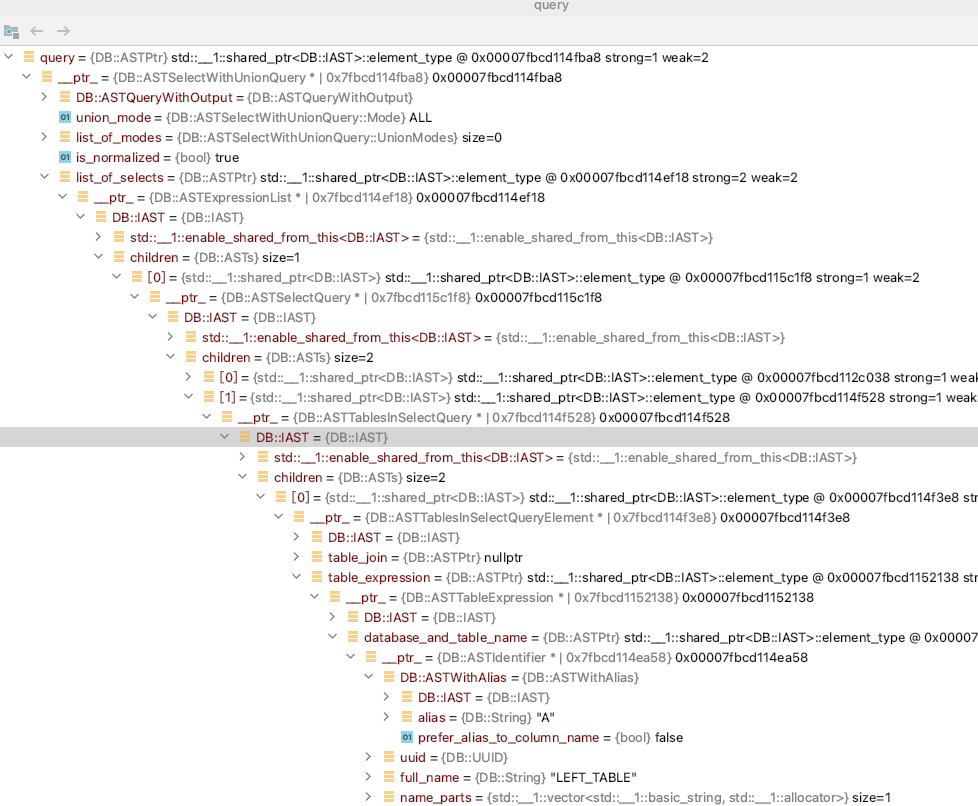 query
query = {DB::ASTPtr} std::__1::shared_ptr<DB::IAST>::element_type @ 0x00007fbcd114fba8 strong=1 weak=2
__ptr_ = {DB::ASTSelectWithUnionQuery * | 0x7fbcd114fba8} 0x00007fbcd114fba8
DB::ASTQueryWithOutput = {DB::ASTQueryWithOutput}
01 union_mode = {DB::ASTSelectWithUnionQuery::Mode} ALL
list_of_modes = {DB::ASTSelectWithUnionQuery::UnionModes} size=0
01 is_normalized = {bool} true
list_of_selects = {DB::ASTPtr} std::__1::shared_ptr<DB::IAST>::element_type @ 0x00007fbcd114ef18 strong=2 weak=2
__ptr_ = {DB::ASTExpressionList * | 0x7fbcd114ef18} 0x00007fbcd114ef18
DB::IAST = {DB::IAST}
std::__1::enable_shared_from_this<DB::IAST> = {std::__1::enable_shared_from_this<DB::IAST>}
children = {DB::ASTs} size=1
[0] = {std::__1::shared_ptr<DB::IAST>} std::__1::shared_ptr<DB::IAST>::element_type @ 0x00007fbcd115c1f8 strong=1 weak=2
__ptr_ = {DB::ASTSelectQuery * | 0x7fbcd115c1f8} 0x00007fbcd115c1f8
DB::IAST = {DB::IAST}
std::__1::enable_shared_from_this<DB::IAST> = {std::__1::enable_shared_from_this<DB::IAST>}
children = {DB::ASTs} size=2
[0] = {std::__1::shared_ptr<DB::IAST>} std::__1::shared_ptr<DB::IAST>::element_type @ 0x00007fbcd112c038 strong=1 weak
[1] = {std::__1::shared_ptr<DB::IAST>} std::__1::shared_ptr<DB::IAST>::element_type @ 0x00007fbcd114f528 strong=1 weak
__ptr_ = {DB::ASTTablesInSelectQuery * | 0x7fbcd114f528} 0x00007fbcd114f528
DB::IAST = {DB::IAST}
std::__1::enable_shared_from_this<DB::IAST> = {std::__1::enable_shared_from_this<DB::IAST>}
children = {DB::ASTs} size=2
[0] = {std::__1::shared_ptr<DB::IAST>} std::__1::shared_ptr<DB::IAST>::element_type @ 0x00007fbcd114f3e8 stro
__ptr_ = {DB::ASTTablesInSelectQueryElement * | 0x7fbcd114f3e8} 0x00007fbcd114f3e8
DB::IAST = {DB::IAST}
table_join = {DB::ASTPtr} nullptr
table_expression = {DB::ASTPtr} std::__1::shared_ptr<DB::IAST>::element_type @ 0x00007fbcd1152138 str
__ptr_ = {DB::ASTTableExpression * | 0x7fbcd1152138} 0x00007fbcd1152138
DB::IAST = {DB::IAST}
database_and_table_name = {DB::ASTPtr} std::__1::shared_ptr<DB::IAST>::element_type @ 0x00007
__ptr_ = {DB::ASTIdentifier * | 0x7fbcd114ea58} 0x00007fbcd114ea58
DB::ASTWithAlias = {DB::ASTWithAlias}
DB::IAST = {DB::IAST}
alias = {DB::String} "A"
01 prefer_alias_to_column_name = {bool} false
uuid = {DB::UUID}
full_name = {DB::String} "LEFT_TABLE"
name_parts = {std::__1::vector<std::__1::basic_string, std::__1::allocator>} size=1